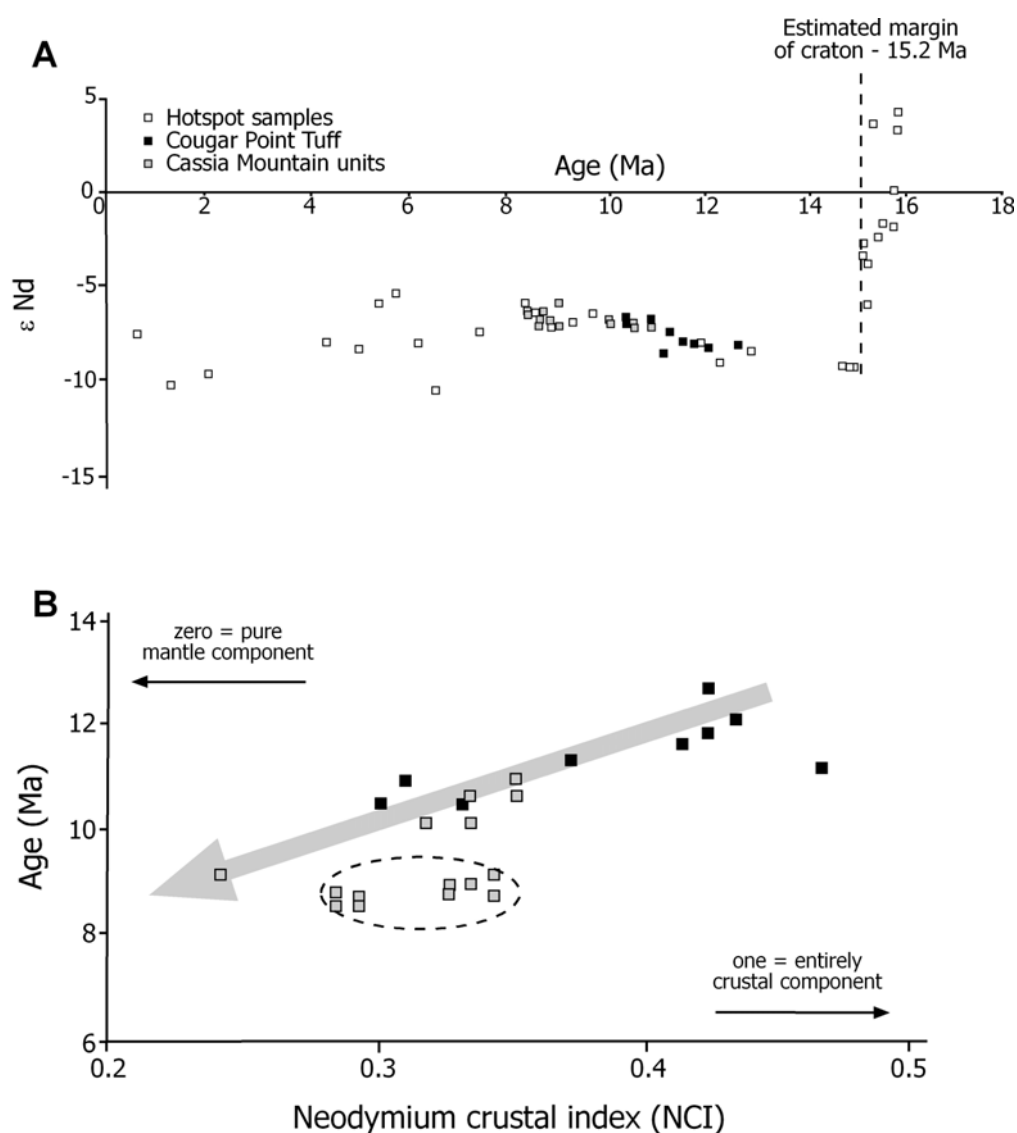 A
Estimated margin
of craton - 15.2 Ma
5
Hotspot samples
Cougar Point Tuff
Cassia Mountain units
Age (Ma)
0
0 2 4 6 8 10 12 14 16 18
-5
ε Nd
-10
-15
B
14
zero = pure
mantle component
12
Age (Ma)
10
8
one = entirely
crustal component
6
0.2 0.3 0.4 0.5
Neodymium crustal index (NCI)